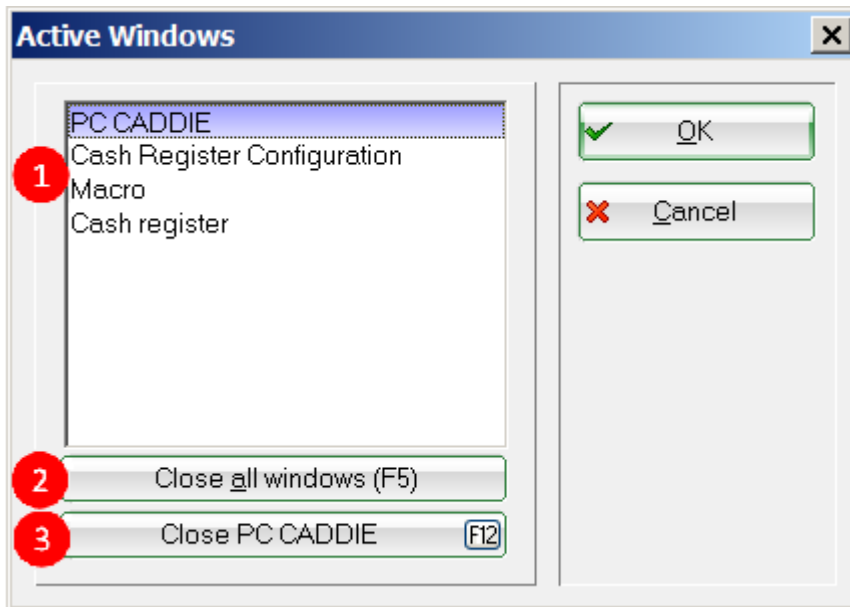 Active Windows
PC CADDIE
Cash Register Configuration
Macro
Cash register
1
Close all windows (F5)
2
Close PC CADDIE F12
3
OK
Cancel